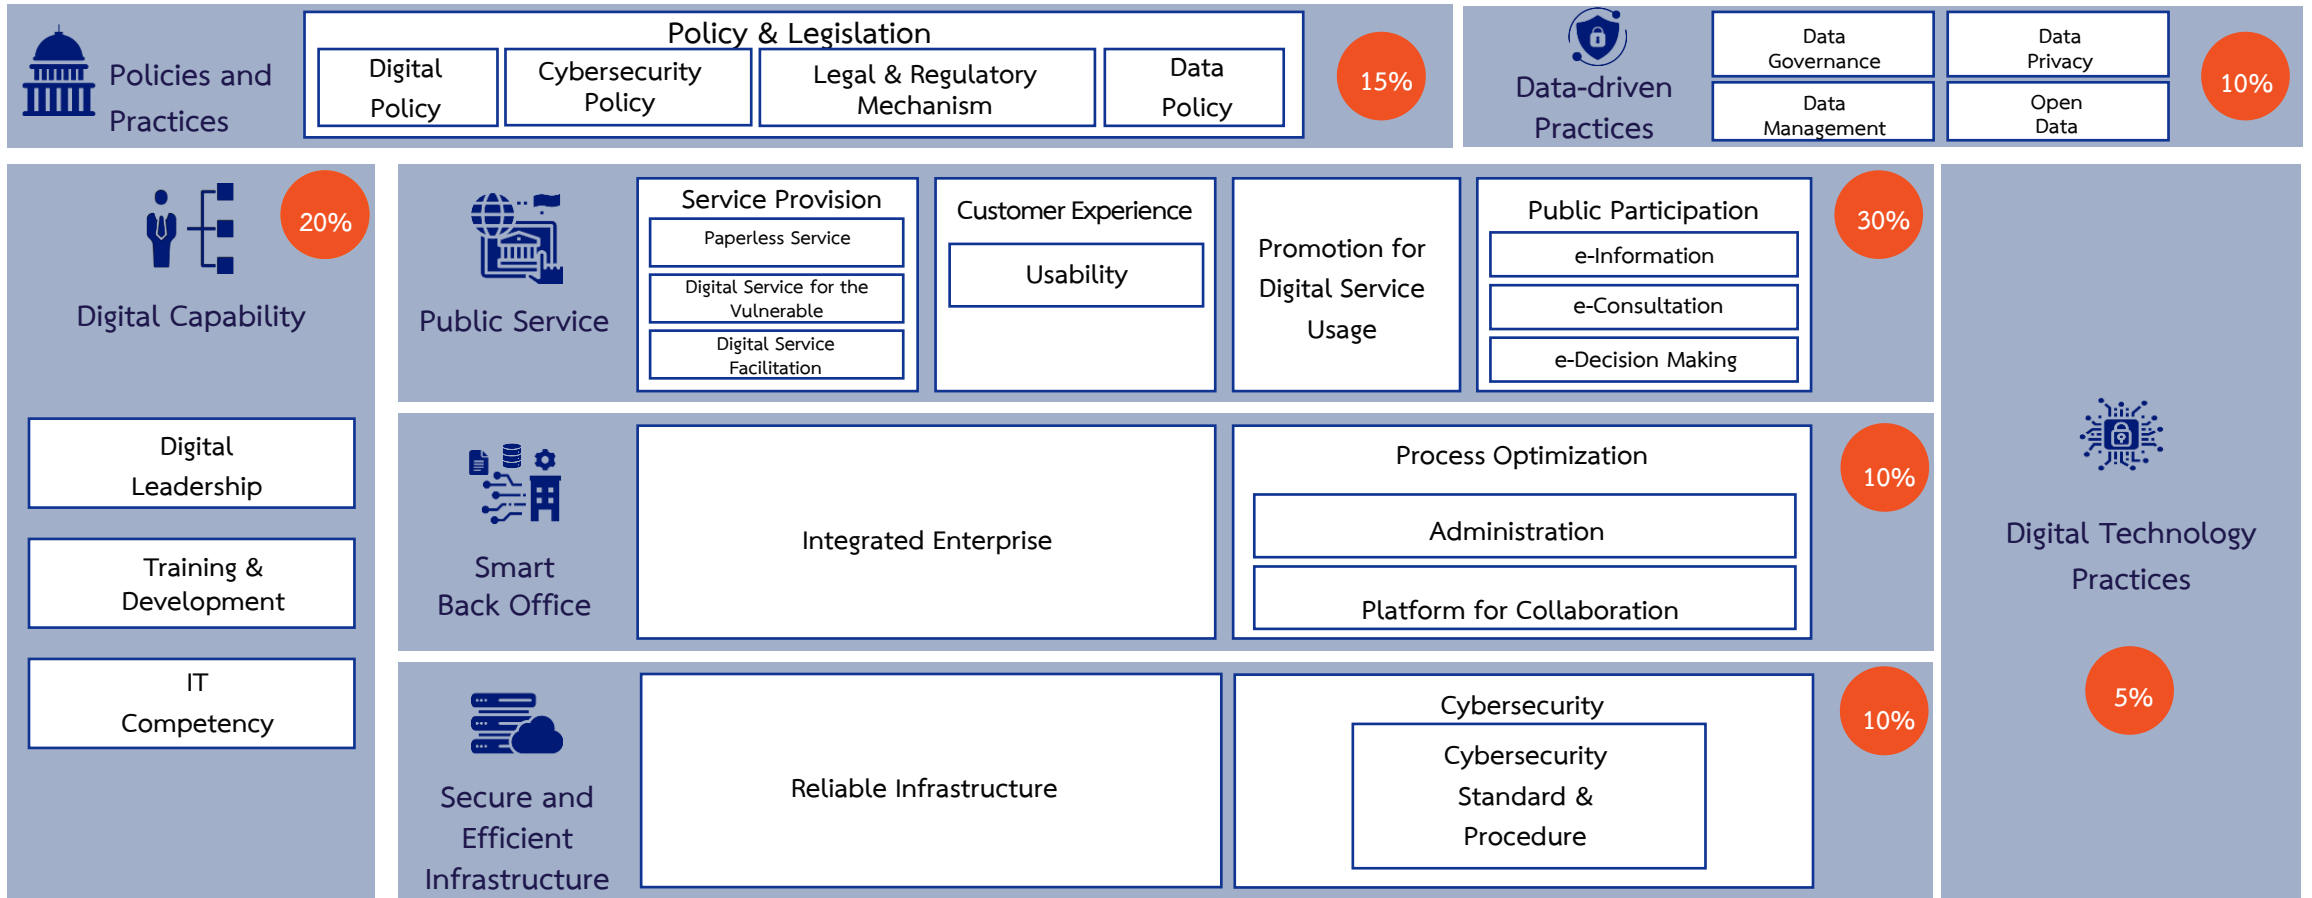 Policies and
Practices
Policy & Legislation
Digital
Policy
Cybersecurity
Policy
Legal & Regulatory
Mechanism
Data
Policy
15%
Data-driven
Practices
Data
Governance
Data
Privacy
Data
Management
Open
Data
10%
20%
Digital Capability
Digital
Leadership
Training &
Development
IT
Competency
Public Service
Service Provision
Paperless Service
Digital Service for the
Vulnerable
Digital Service
Facilitation
Customer Experience
Usability
Promotion for
Digital Service
Usage
Public Participation
e-Information
e-Consultation
e-Decision Making
30%
Smart
Back Office
Integrated Enterprise
Process Optimization
Administration
Platform for Collaboration
10%
Secure and
Efficient
Infrastructure
Reliable Infrastructure
Cybersecurity
Cybersecurity
Standard &
Procedure
10%
Digital Technology
Practices
5%